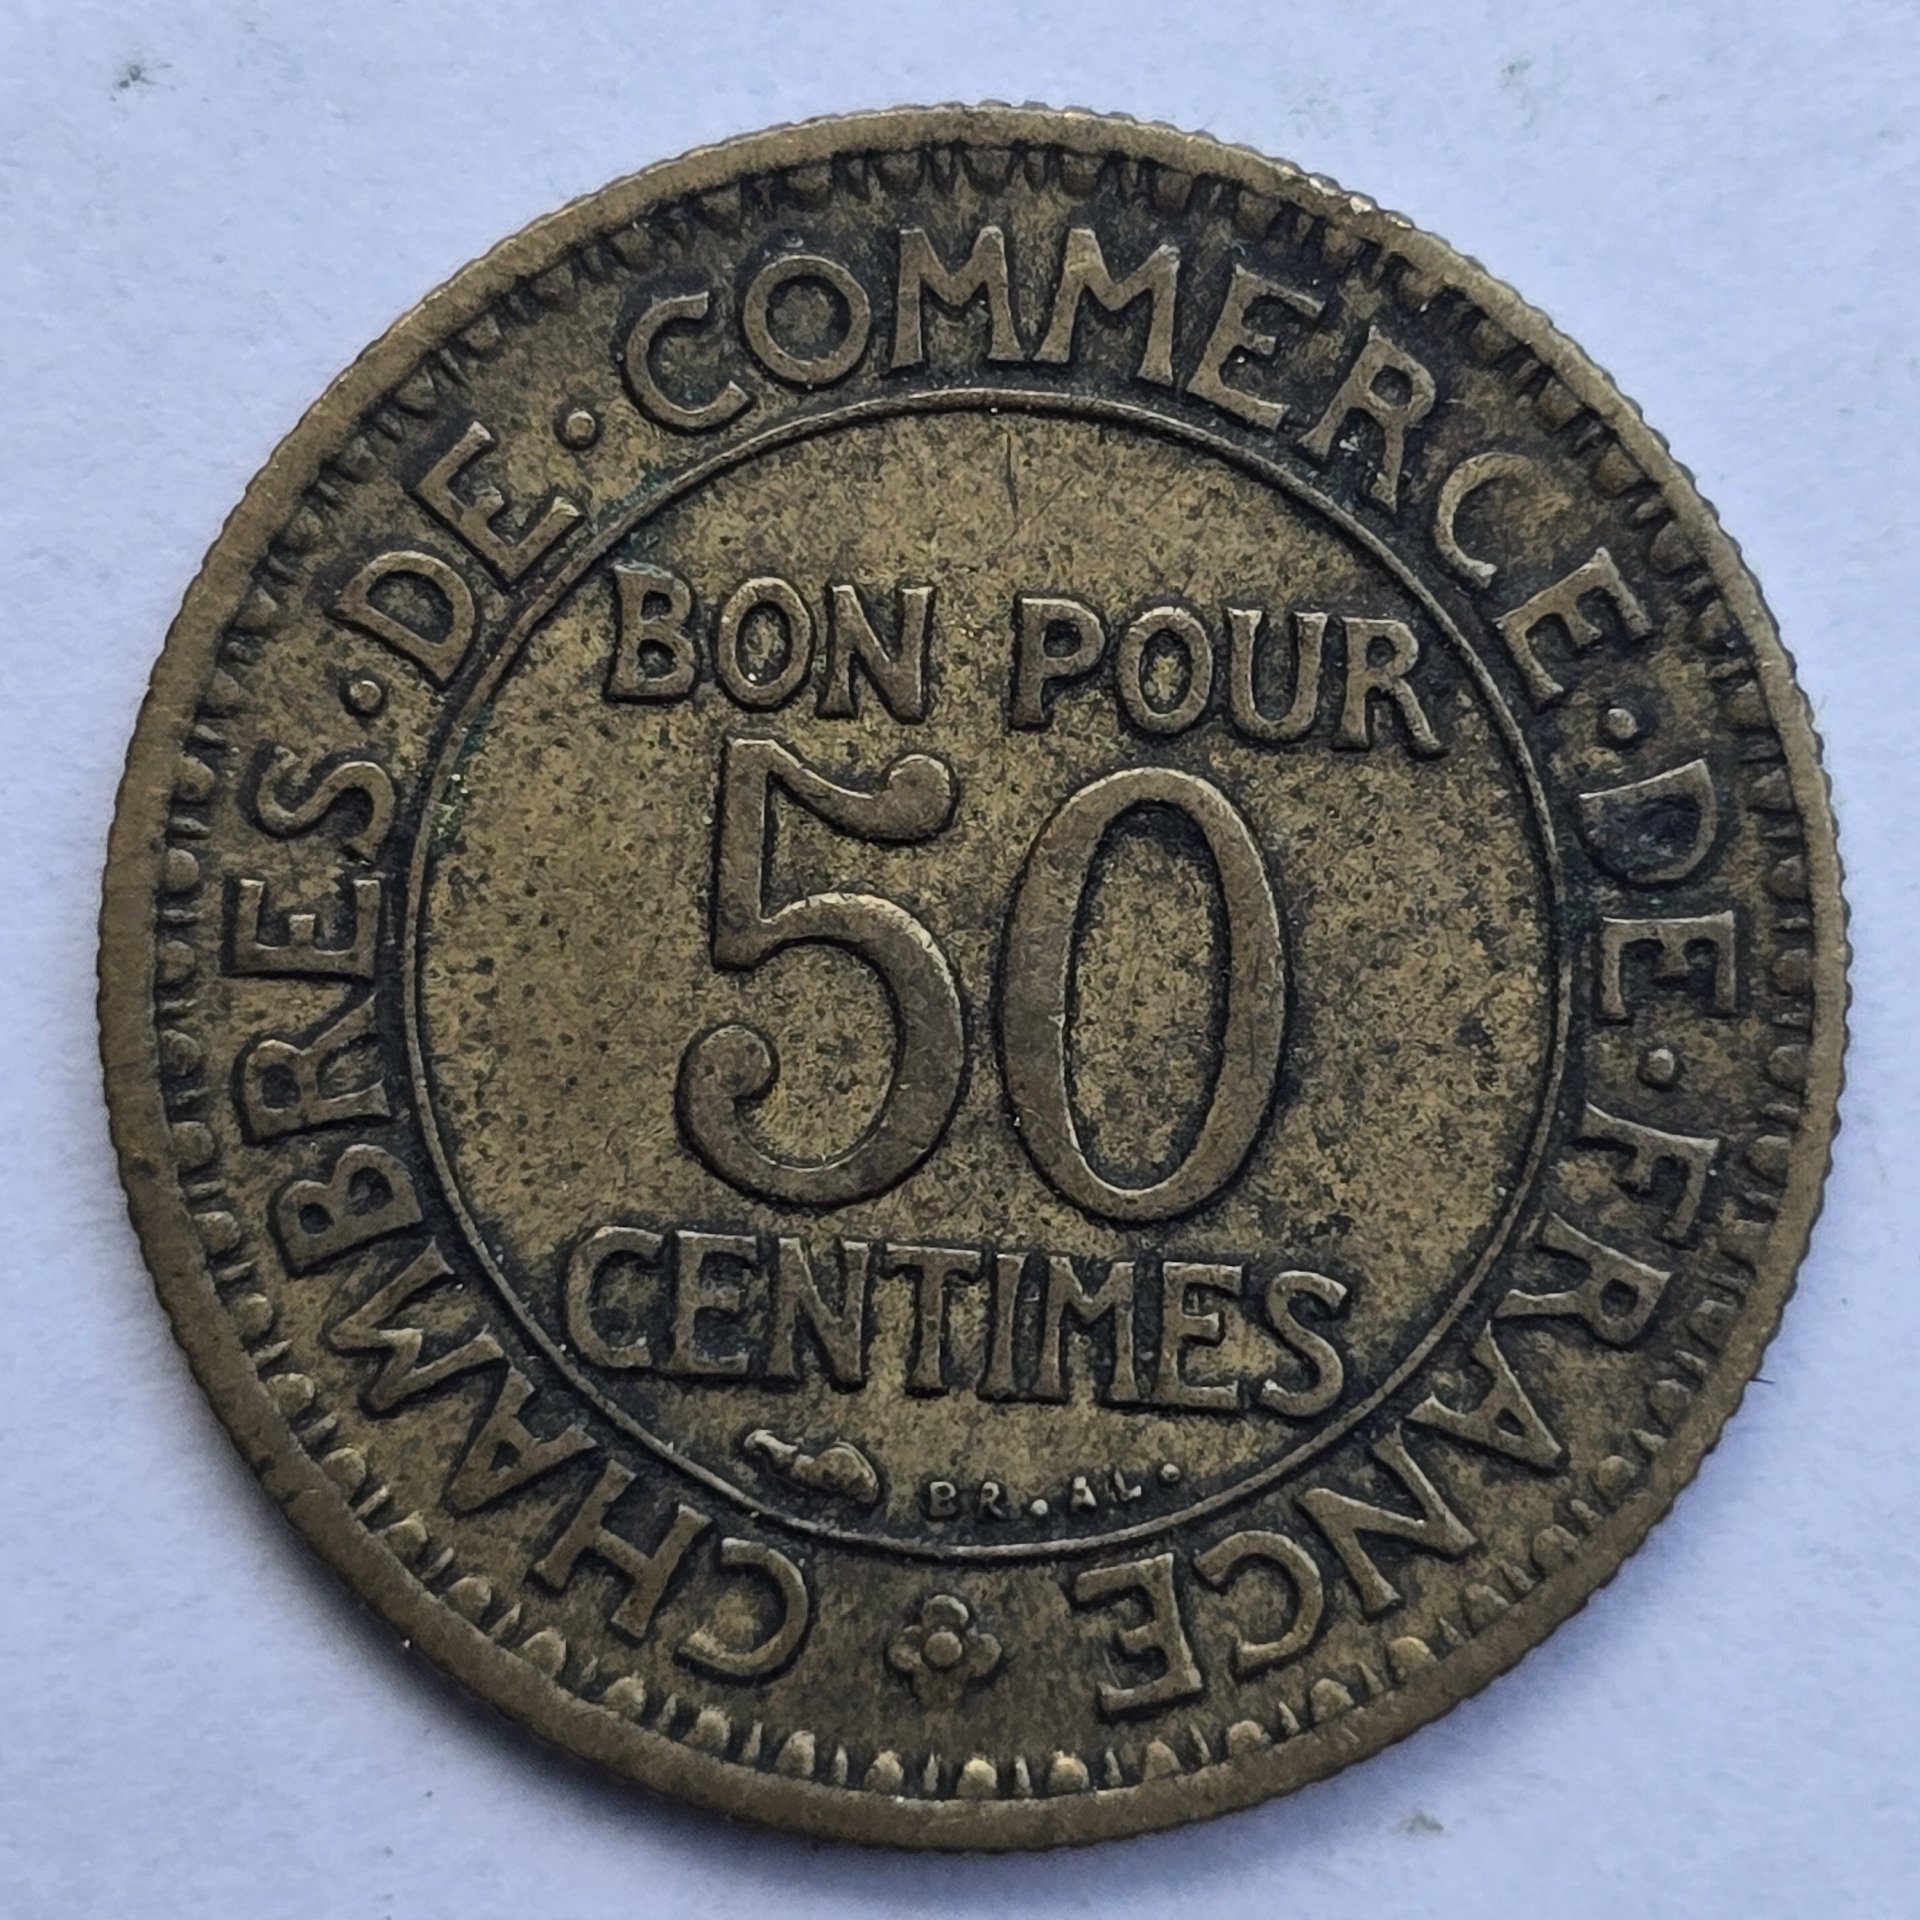 CHAMBRES·DE·COMMERCE·DE·FRANCE
BON POUR
50
CENTIMES
BR·AL·